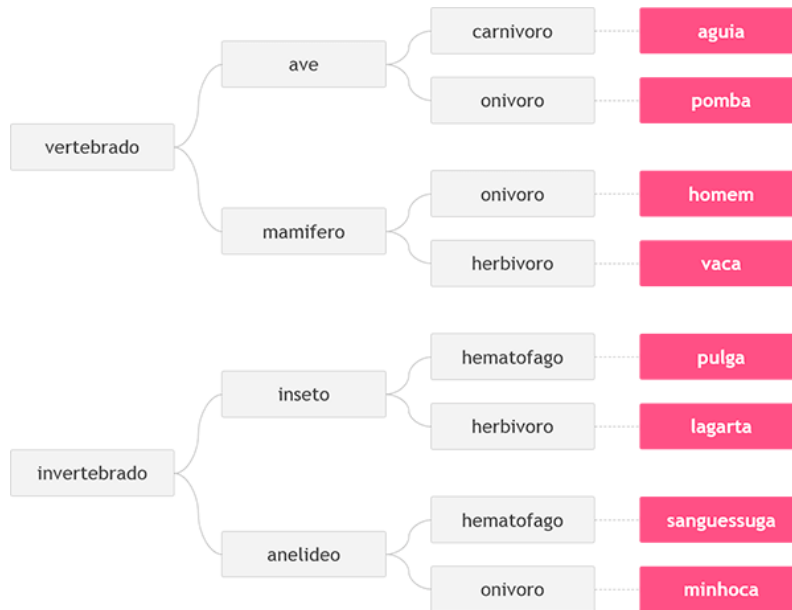 carnivoro
aguia
ave
onivoro
pomba
vertebrado
onivoro
homem
mamifero
herbivoro
vaca
hematofago
pulga
inseto
herbivoro
lagarta
invertebrado
hematofago
sanguessuga
anelideo
onivoro
minhoca